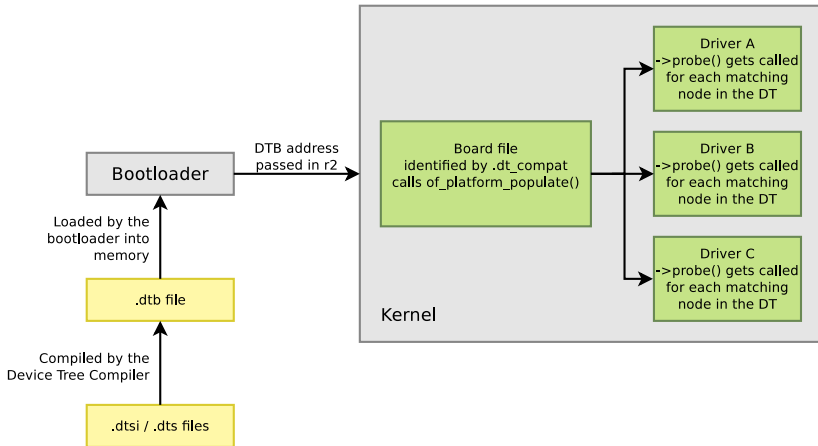 Driver A
->probe() gets called
for each matching
node in the DT
DTB address
passed in r2
Board file
identified by .dt_compat
calls of_platform_populate()
Driver B
->probe() gets called
for each matching
node in the DT
Bootloader
Loaded by the
bootloader into
memory
Driver C
->probe() gets called
for each matching
node in the DT
.dtb file
Kernel
Compiled by the
Device Tree Compiler
.dtsi / .dts files